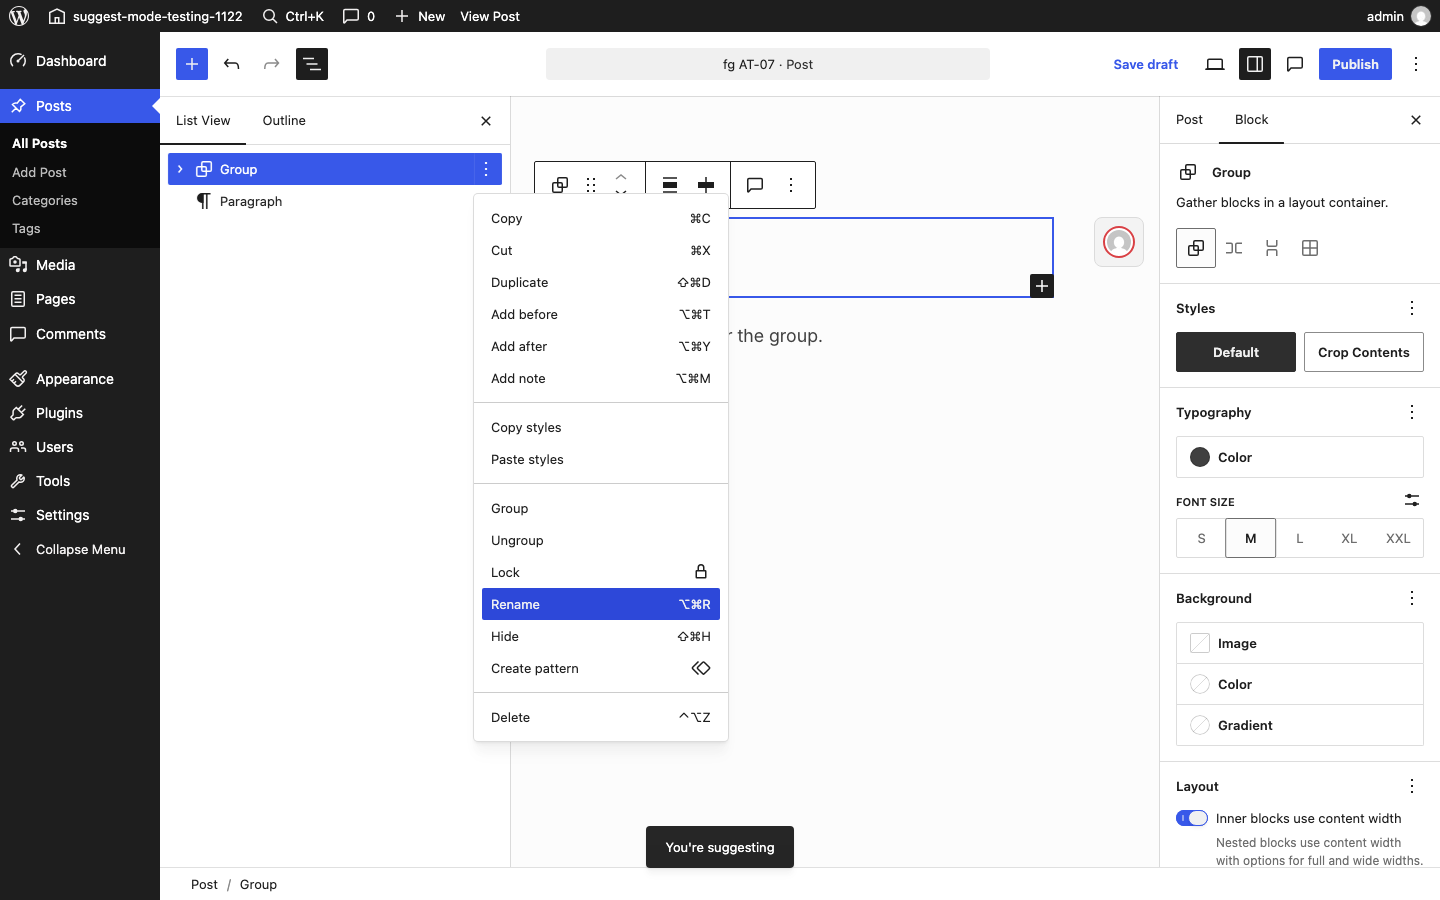 suggest-mode-testing-1122
Ctrl+K
0
New
View Post
admin
Dashboard
Posts
All Posts
Add Post
Categories
Tags
Media
Pages
Comments
Appearance
Plugins
Users
Tools
Settings
Collapse Menu
fg AT-07 · Post
Save draft
Publish
List View
Outline
Group
Paragraph
Copy ⌘C
Cut ⌘X
Duplicate ⇧⌘D
Add before ⌥⌘T
Add after ⌥⌘Y
Add note ⌥⌘M
Copy styles
Paste styles
Group
Ungroup
Lock
Rename ⌥⌘R
Hide ⇧⌘H
Create pattern
Delete ^⌥Z
the group.
You're suggesting
Post
Block
Group
Gather blocks in a layout container.
Styles
Default
Crop Contents
Typography
Color
FONT SIZE
S M L XL XXL
Background
Image
Color
Gradient
Layout
Inner blocks use content width
Nested blocks use content width
with options for full and wide widths.
Post / Group